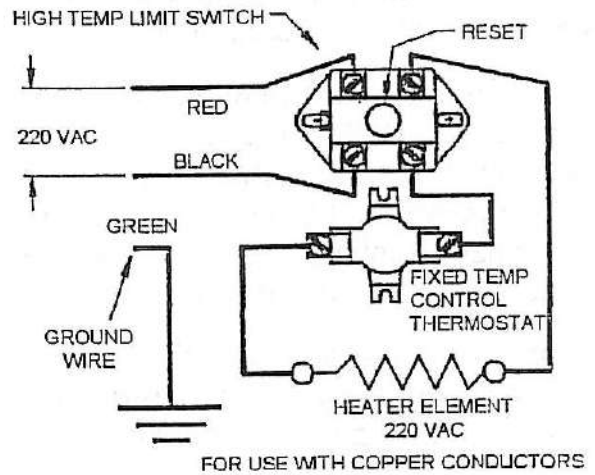 HIGH TEMP LIMIT SWITCH
RESET
RED
220 VAC
BLACK
GREEN
FIXED TEMP
CONTROL
THERMOSTAT
GROUND
WIRE
HEATER ELEMENT
220 VAC
FOR USE WITH COPPER CONDUCTORS